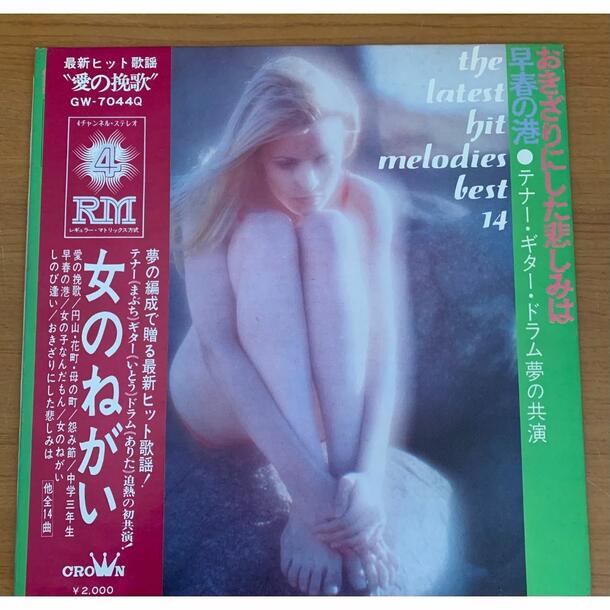 最新ヒット歌謡
"愛の挽歌"
GW-7044Q
4チャンネル・ステレオ
4
RM
レギュラー・マトリックス方式
夢の編成で贈る最新ヒット歌謡!
テナー(まぶち)ギター(いとう)ドラム(ありた)追熱の初共演!
女のねがい
愛の挽歌/円山・花町・母の町/怨み節/中学三年生
早春の港/女の子なんだもん/女のねがい
しのび逢い/おきざりにした悲しみは
他全14曲
CROWN
¥2,000
the
latest
hit
melodies
best
14
おきざりにした悲しみは
早春の港●テナー・ギター・ドラム夢の共演